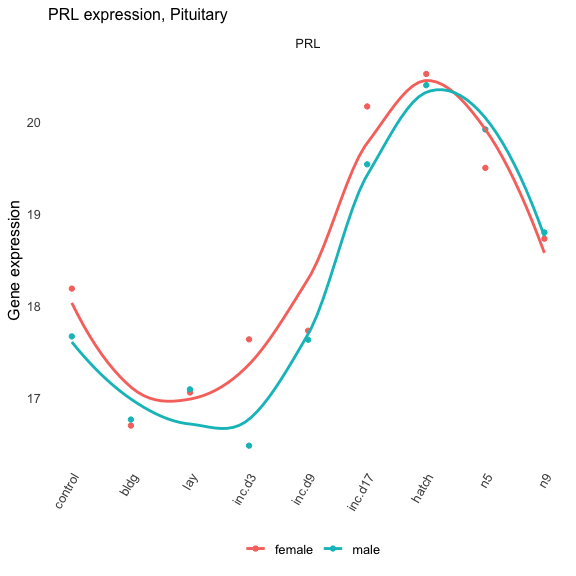 PRL expression, Pituitary
PRL
Gene expression
20
19
18
17
control
bldg
lay
inc.d3
inc.d9
inc.d17
hatch
n5
n9
female
male